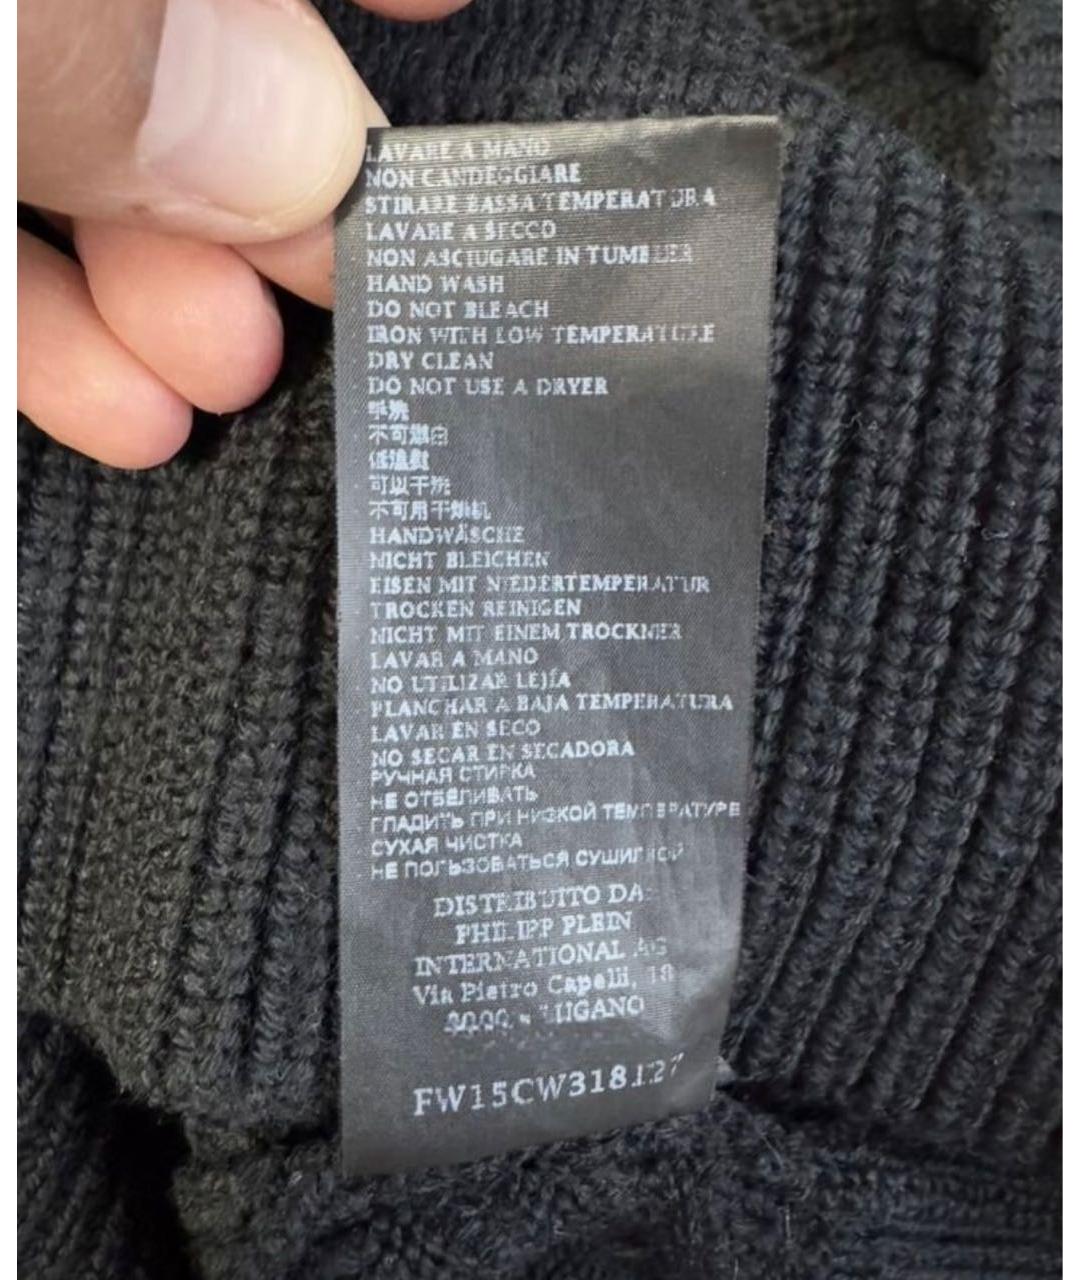 LAVARE A MANO
NON CANDEGGIARE
STIRARE BASSA TEMPERATURA
LAVARE A SECCO
NON ASCIUGARE IN TUMBLER
HAND WASH
DO NOT BLEACH
IRON WITH LOW TEMPERATURE
DRY CLEAN
DO NOT USE A DRYER
手洗
不可漂白
低温熨
可以干洗
不可用干燥机
HANDWÄSCHE
NICHT BLEICHEN
EISEN MIT NIEDERTEMPERATUR
TROCKEN REINIGEN
NICHT MIT EINEM TROCKNER
LAVAR A MANO
NO UTILIZAR LEJÍA
PLANCHAR A BAJA TEMPERATURA
LAVAR EN SECO
NO SECAR EN SECADORA
РУЧНАЯ СТИРКА
НЕ ОТБЕЛИВАТЬ
ГЛАДИТЬ ПРИ НИЗКОЙ ТЕМПЕРАТУРЕ
СУХАЯ ЧИСТКА
НЕ ПОЛЬЗОВАТЬСЯ СУШИЛКОЙ
DISTRIBUITO DA:
PHILIPP PLEIN
INTERNATIONAL AG
Via Pietro Capelli, 18
LUGANO